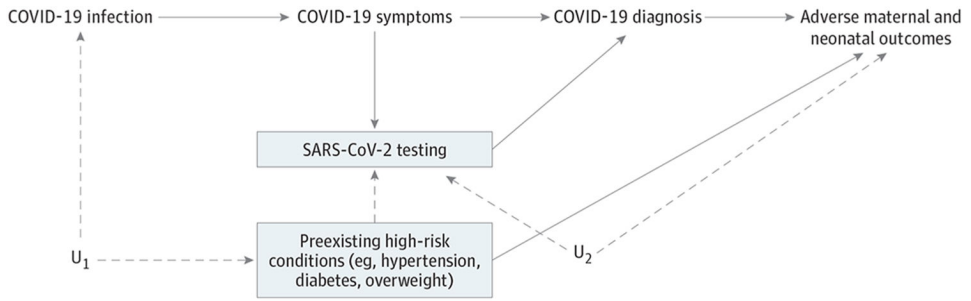 COVID-19 infection
COVID-19 symptoms
COVID-19 diagnosis
Adverse maternal and
neonatal outcomes
SARS-CoV-2 testing
Preexisting high-risk
conditions (eg, hypertension,
diabetes, overweight)
U1
U2